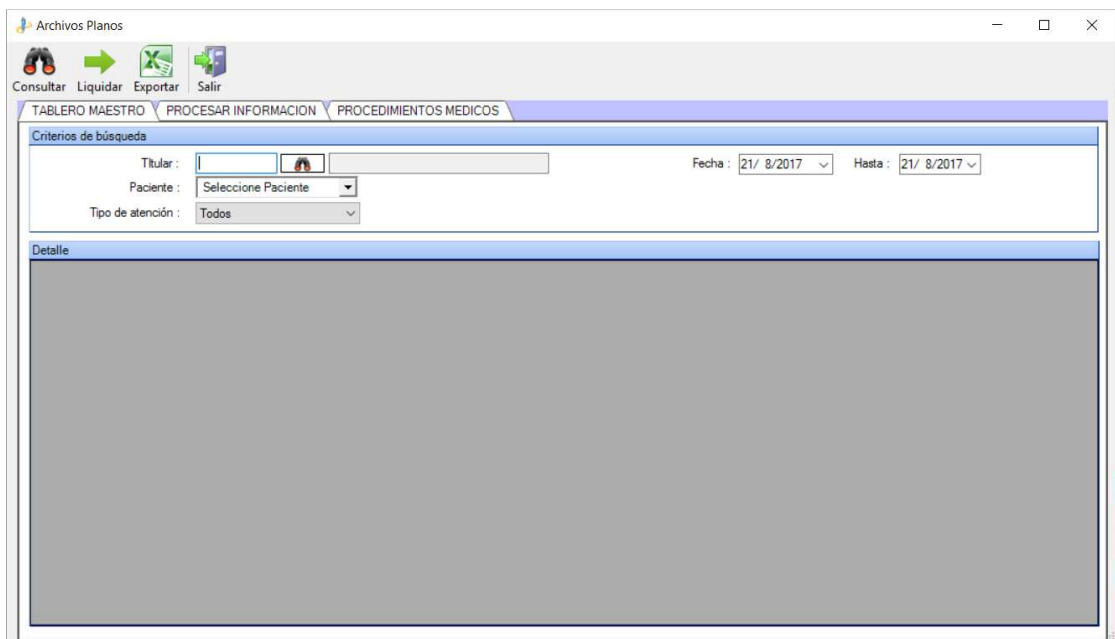 Archivos Planos
Consultar Liquidar Exportar Salir
TABLERO MAESTRO PROCESAR INFORMACION PROCEDIMIENTOS MEDICOS
Criterios de búsqueda
Títular : Fecha : 21/ 8/2017 Hasta : 21/ 8/2017
Paciente : Seleccione Paciente
Tipo de atención : Todos
Detalle